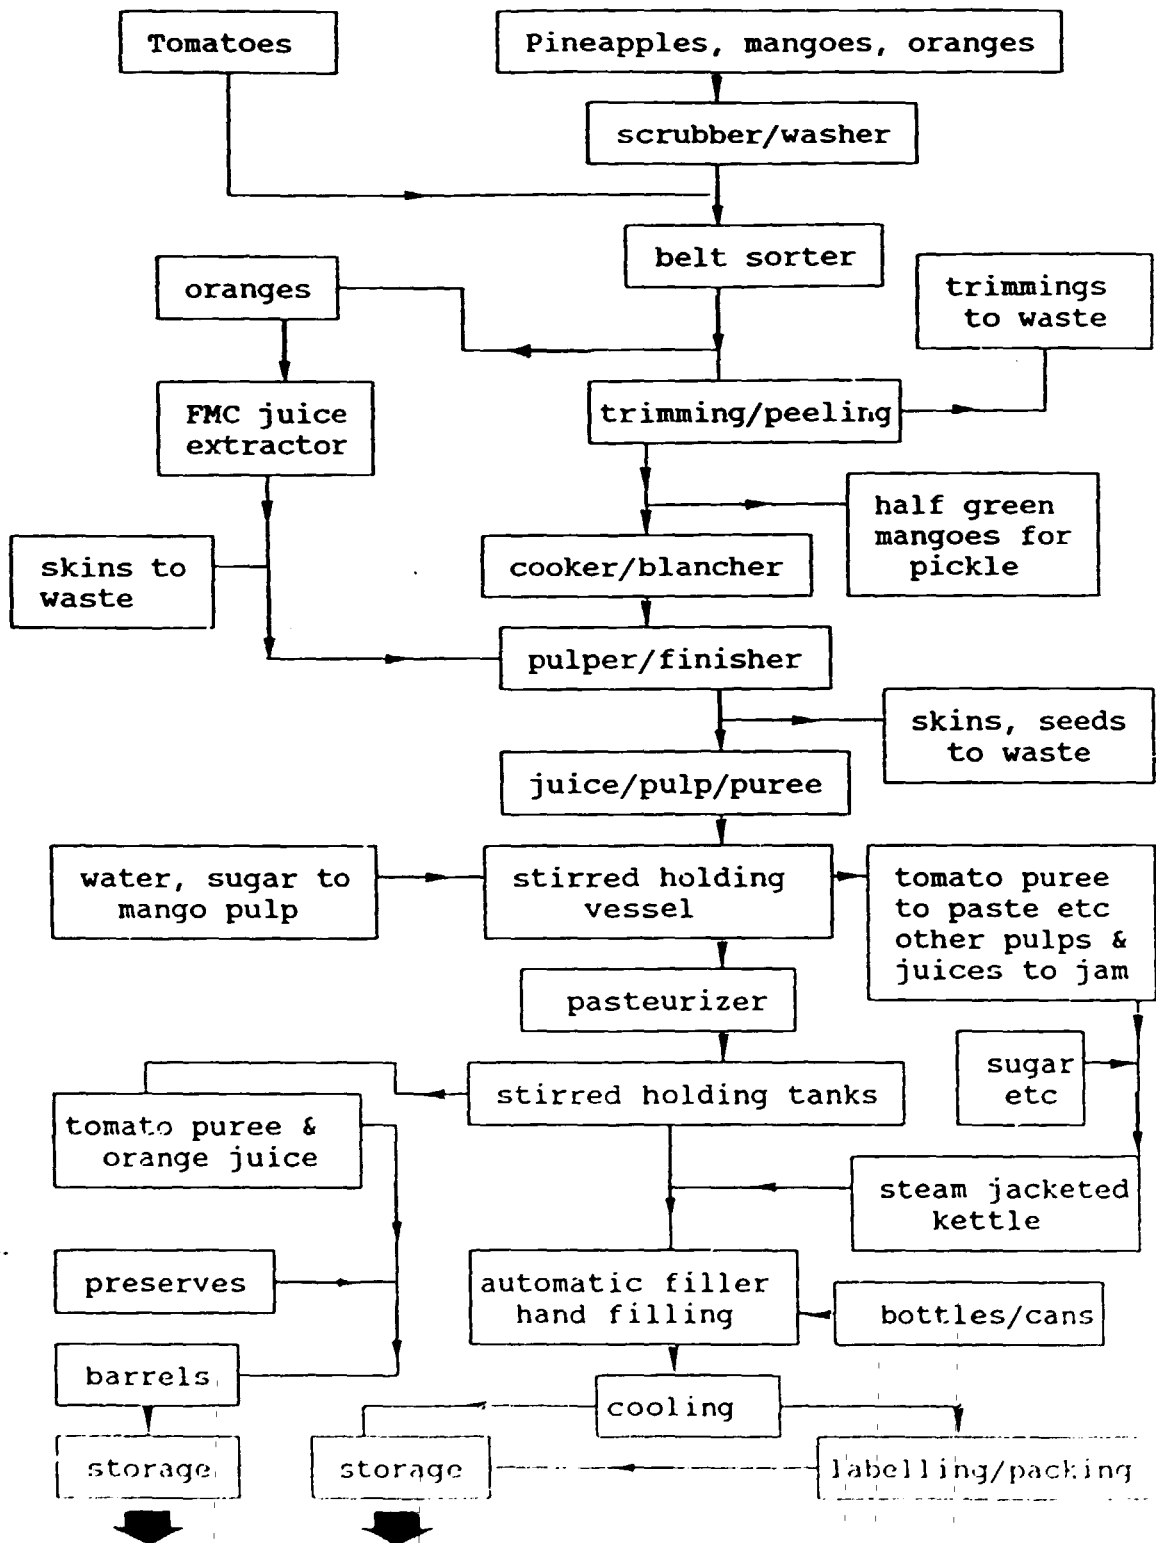 Tomatoes
Pineapples, mangoes, oranges
scrubber/washer
belt sorter
oranges
trimmings
to waste
FMC juice
extractor
trimming/peeling
half green
mangoes for
pickle
skins to
waste
cooker/blancher
pulper/finisher
skins, seeds
to waste
juice/pulp/puree
water, sugar to
mango pulp
stirred holding
vessel
tomato puree
to paste etc
other pulps &
juices to jam
pasteurizer
sugar
etc
stirred holding tanks
tomato puree &
orange juice
steam jacketed
kettle
preserves
automatic filler
hand filling
bottles/cans
barrels
cooling
storage
storage
labelling/packing